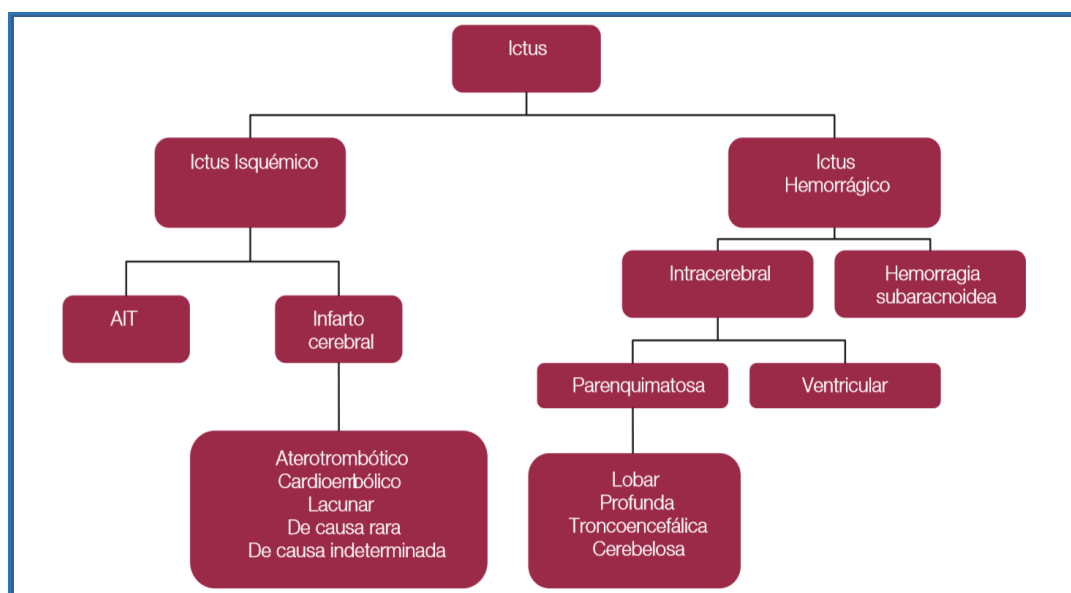 Ictus
Ictus Isquémico
Ictus
Hemorrágico
AIT
Infarto
cerebral
Intracerebral
Hemorragia
subaracnoidea
Parenquimatosa
Ventricular
Aterotrombótico
Cardioembólico
Lacunar
De causa rara
De causa indeterminada
Lobar
Profunda
Troncoencefálica
Cerebelosa